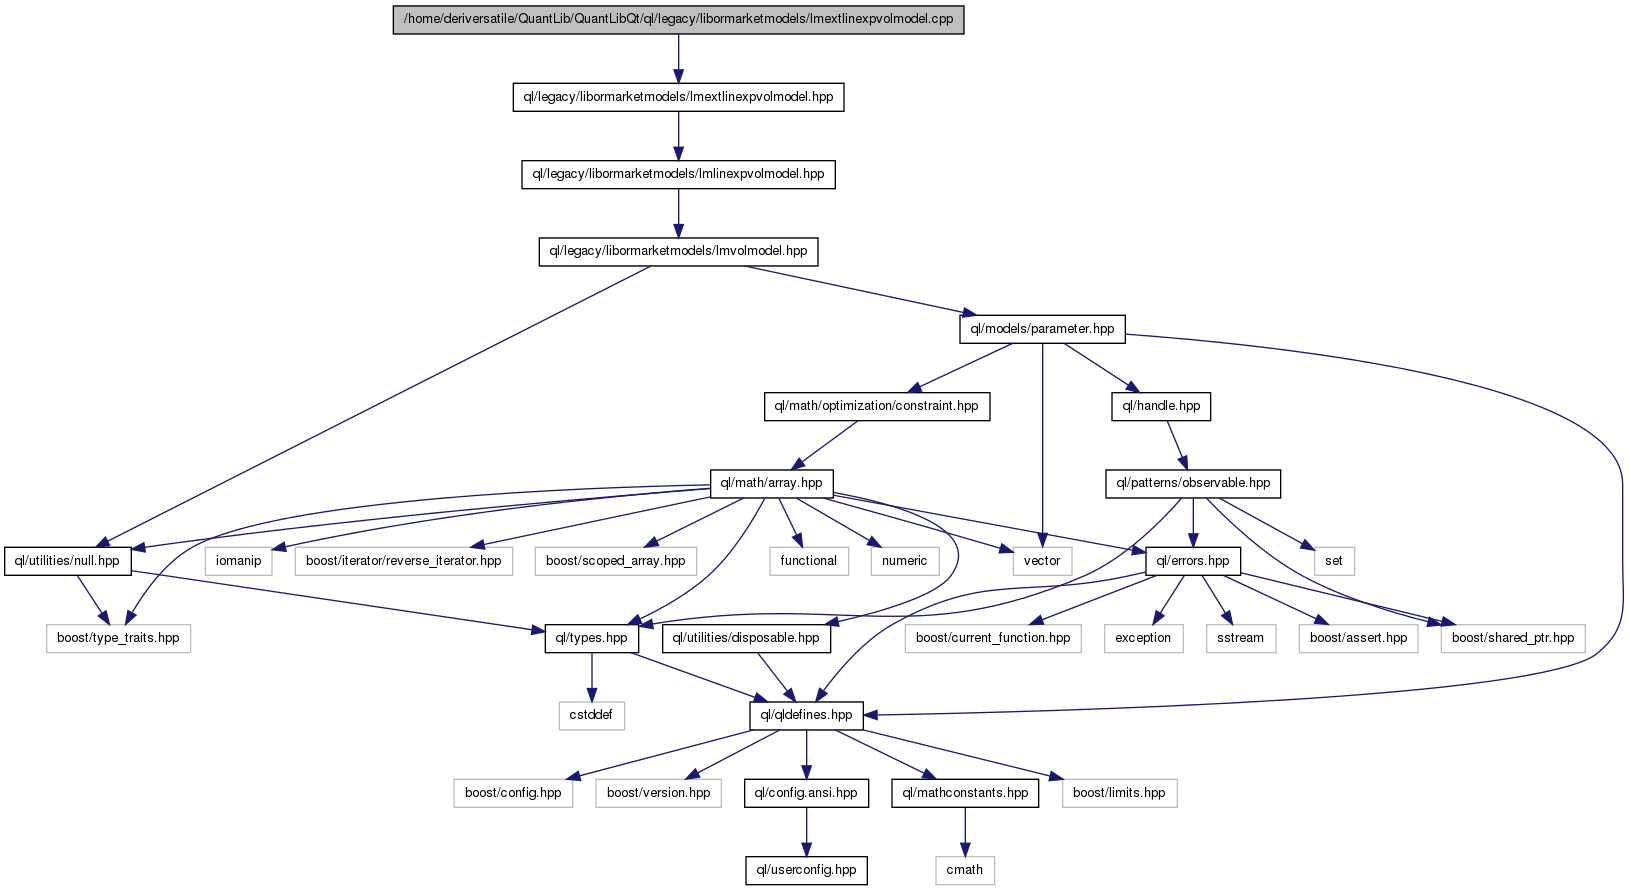 /home/deriversatile/QuantLib/QuantLibQt/ql/legacy/libormarketmodels/lmextlinexpvolmodel.cpp
ql/legacy/libormarketmodels/lmextlinexpvolmodel.hpp
ql/legacy/libormarketmodels/lmlinexpvolmodel.hpp
ql/legacy/libormarketmodels/lmvolmodel.hpp
ql/models/parameter.hpp
ql/math/optimization/constraint.hpp
ql/handle.hpp
ql/math/array.hpp
ql/patterns/observable.hpp
ql/utilities/null.hpp
iomanip
boost/iterator/reverse_iterator.hpp
boost/scoped_array.hpp
functional
numeric
vector
ql/errors.hpp
set
boost/type_traits.hpp
ql/types.hpp
ql/utilities/disposable.hpp
boost/current_function.hpp
exception
sstream
boost/assert.hpp
boost/shared_ptr.hpp
cstddef
ql/qldefines.hpp
boost/config.hpp
boost/version.hpp
ql/config.ansi.hpp
ql/mathconstants.hpp
boost/limits.hpp
ql/userconfig.hpp
cmath